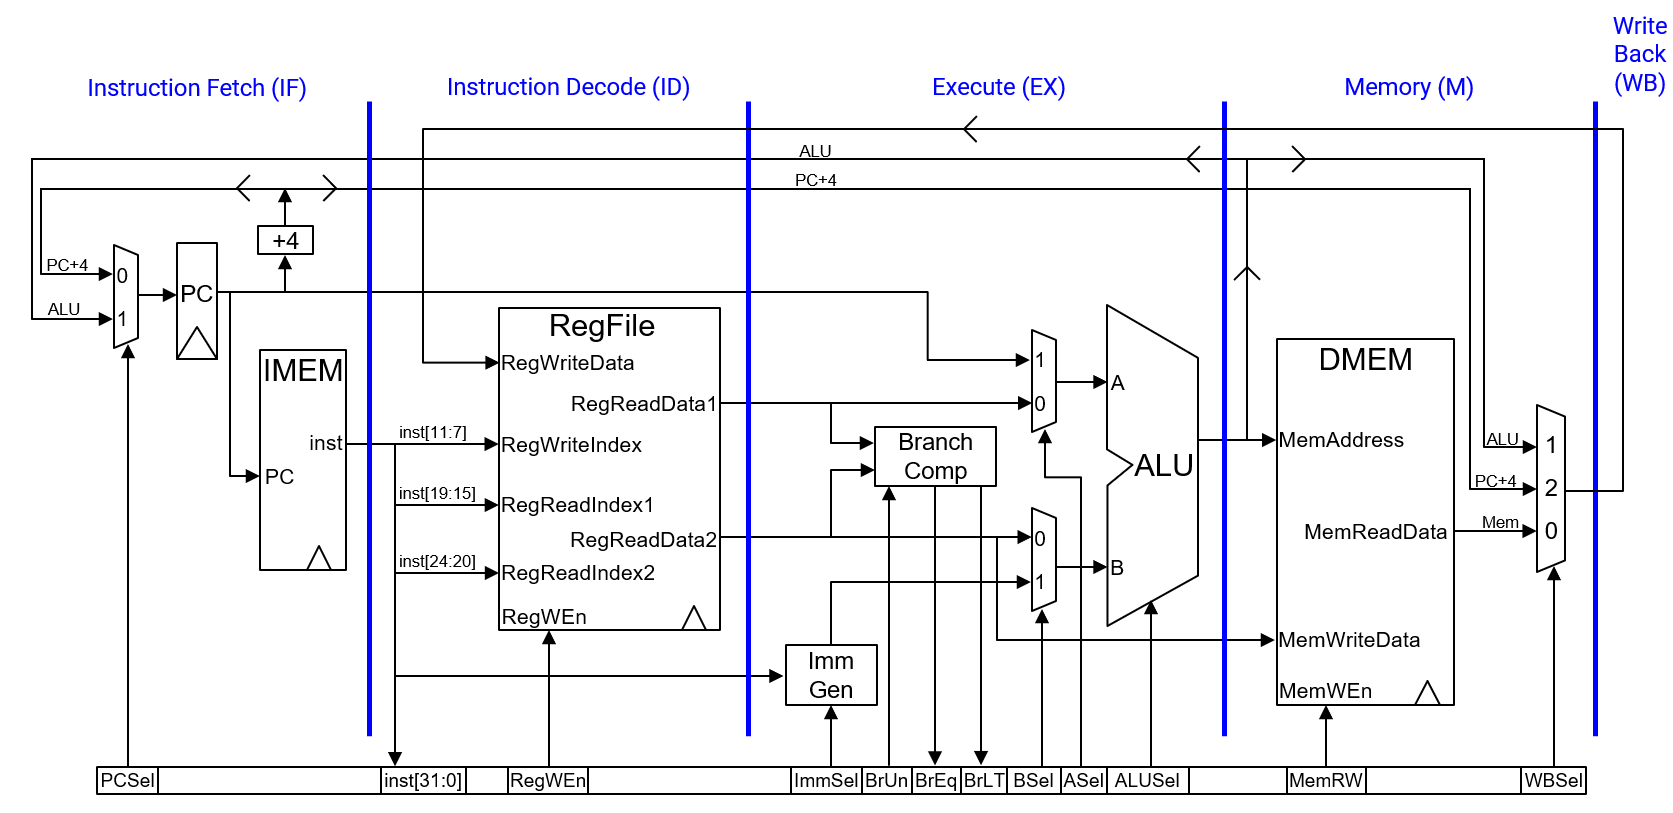 Write
Back
(WB)
Instruction Fetch (IF)
Instruction Decode (ID)
Execute (EX)
Memory (M)
ALU
PC+4
+4
PC+4
0
ALU
1
PC
IMEM
inst
PC
inst[11:7]
inst[19:15]
inst[24:20]
RegFile
RegWriteData
RegReadData1
RegWriteIndex
RegReadIndex1
RegReadData2
RegReadIndex2
RegWEn
Branch
Comp
Imm
Gen
1
0
0
1
A
ALU
B
DMEM
MemAddress
MemReadData
MemWriteData
MemWEn
ALU
1
PC+4
2
Mem
0
PCSel
inst[31:0]
RegWEn
ImmSel
BrUn
BrEq
BrLT
BSel
ASel
ALUSel
MemRW
WBSel